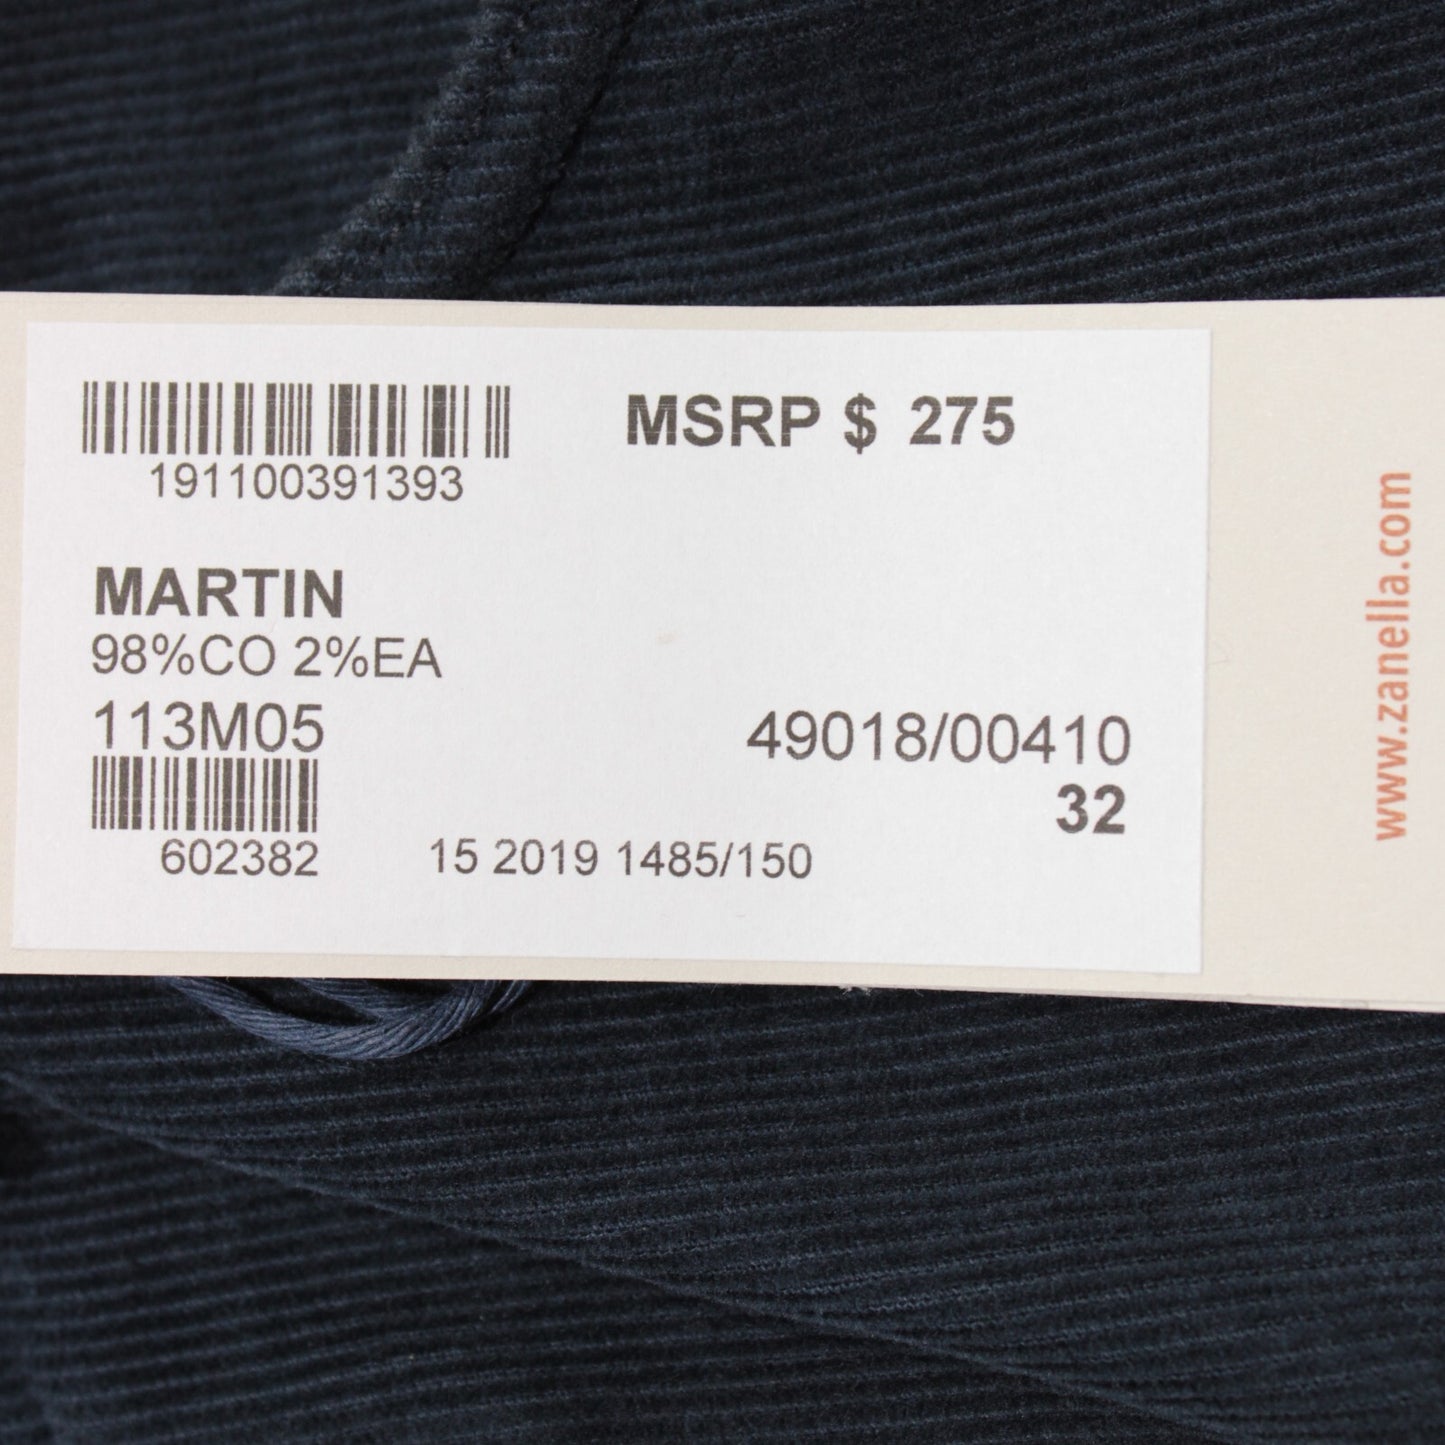 MSRP $ 275
191100391393
MARTIN
98%CO 2%EA
113M05
49018/00410
32
602382
15 2019 1485/150
www.zanella.com